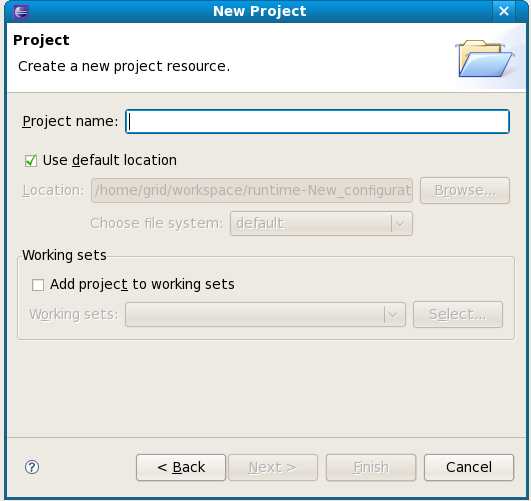 New Project
Project
Create a new project resource.
Project name:
Use default location
Location: /home/grid/workspace/runtime-New_configurat Browse...
Choose file system: default
Working sets
Add project to working sets
Working sets: Select...
? < Back Next > Finish Cancel